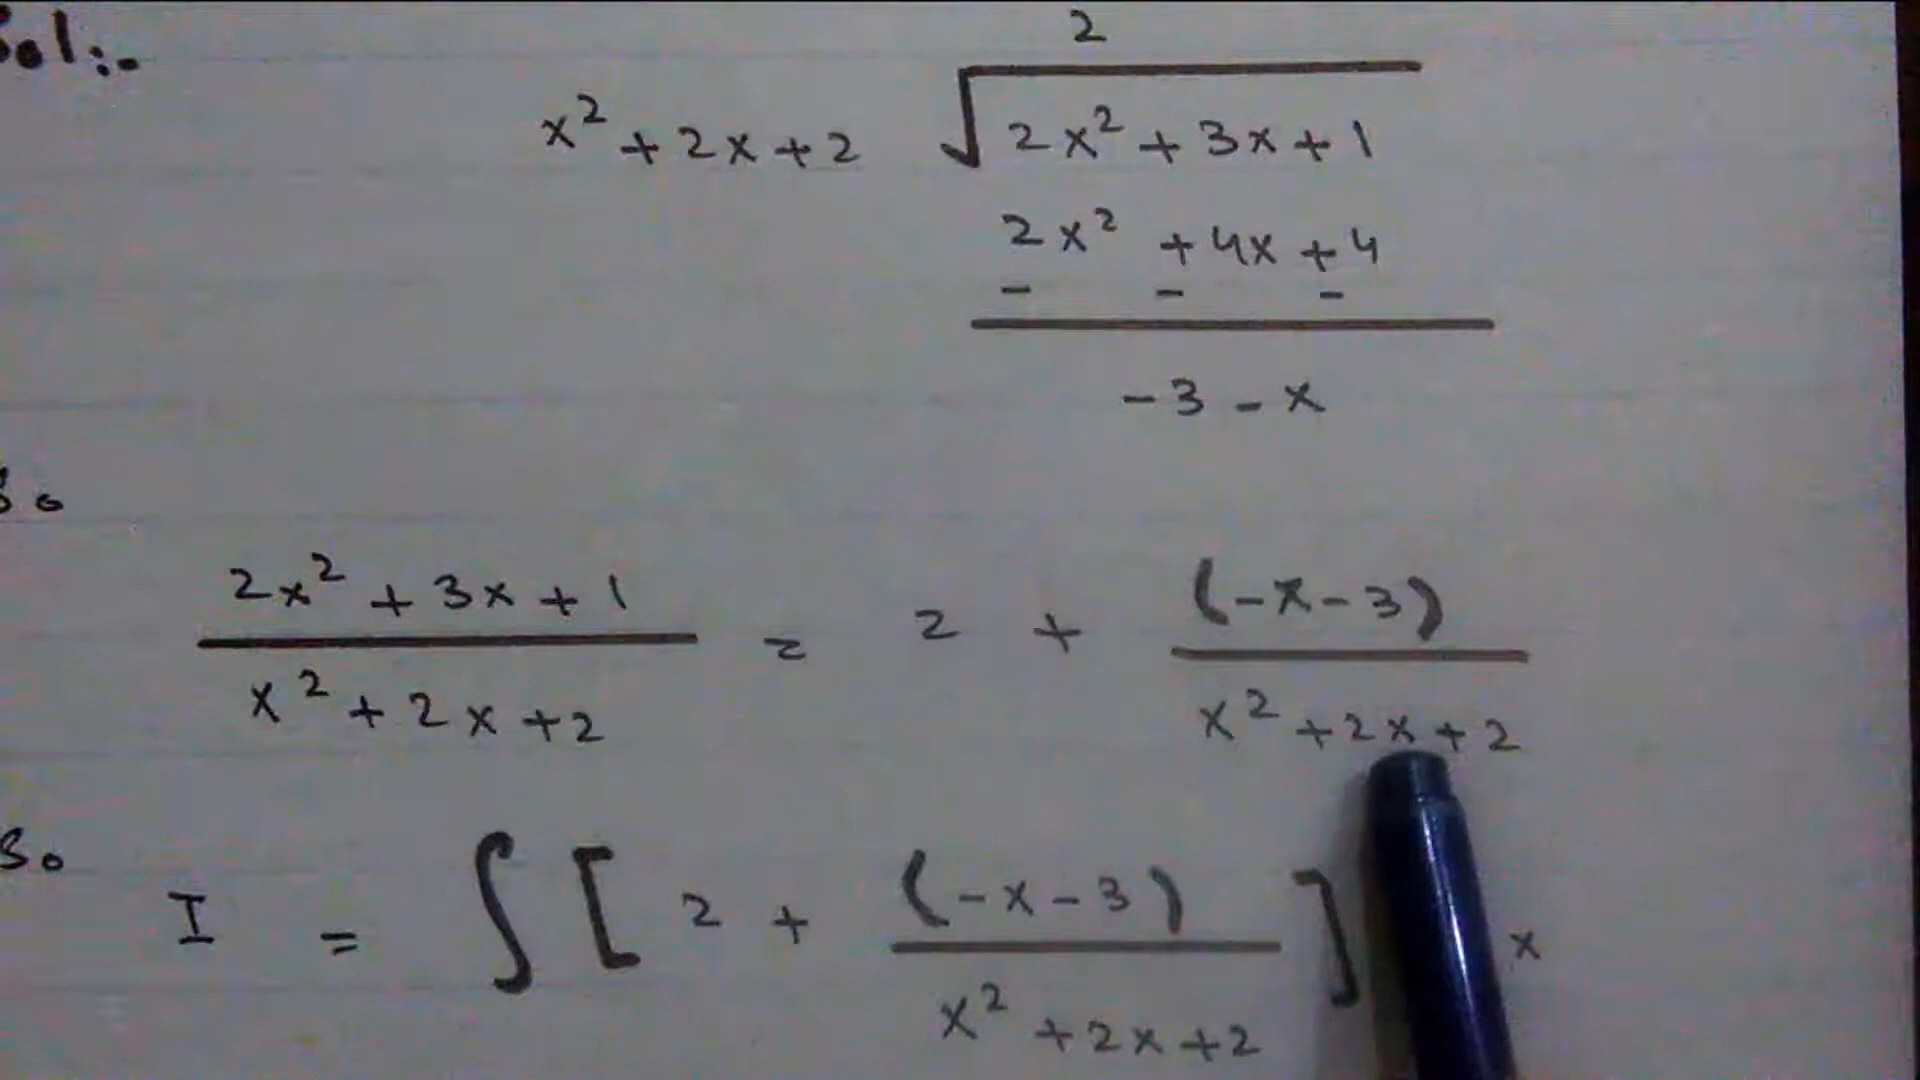 Sol:-
2
x² + 2x + 2 √ 2x² + 3x + 1
2x² + 4x + 4
- - -
-3 - x
So
2x² + 3x + 1 / x² + 2x + 2 = 2 + (-x-3) / x² + 2x + 2
So
I = ∫ [ 2 + (-x-3) / x² + 2x + 2 ] x